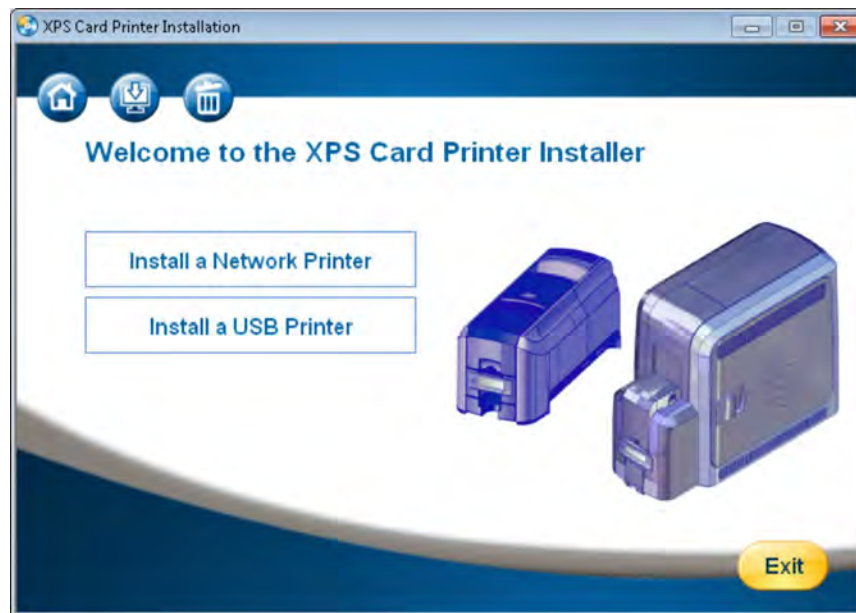 XPS Card Printer Installation
Welcome to the XPS Card Printer Installer
Install a Network Printer
Install a USB Printer
Exit